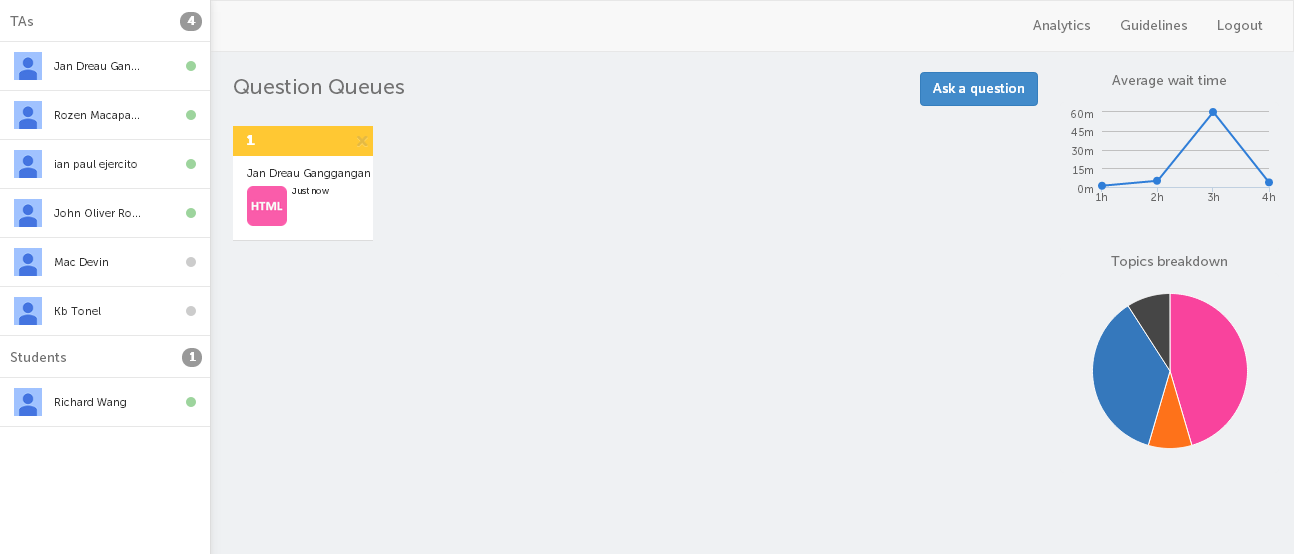 TAs 4
Jan Dreau Gan...
Rozen Macapa...
ian paul ejercito
John Oliver Ro...
Mac Devin
Kb Tonel
Students 1
Richard Wang
Analytics Guidelines Logout
Question Queues
Ask a question
1 ×
Jan Dreau Ganggangan
HTML Just now
Average wait time
60m
45m
30m
15m
0m
1h 2h 3h 4h
Topics breakdown